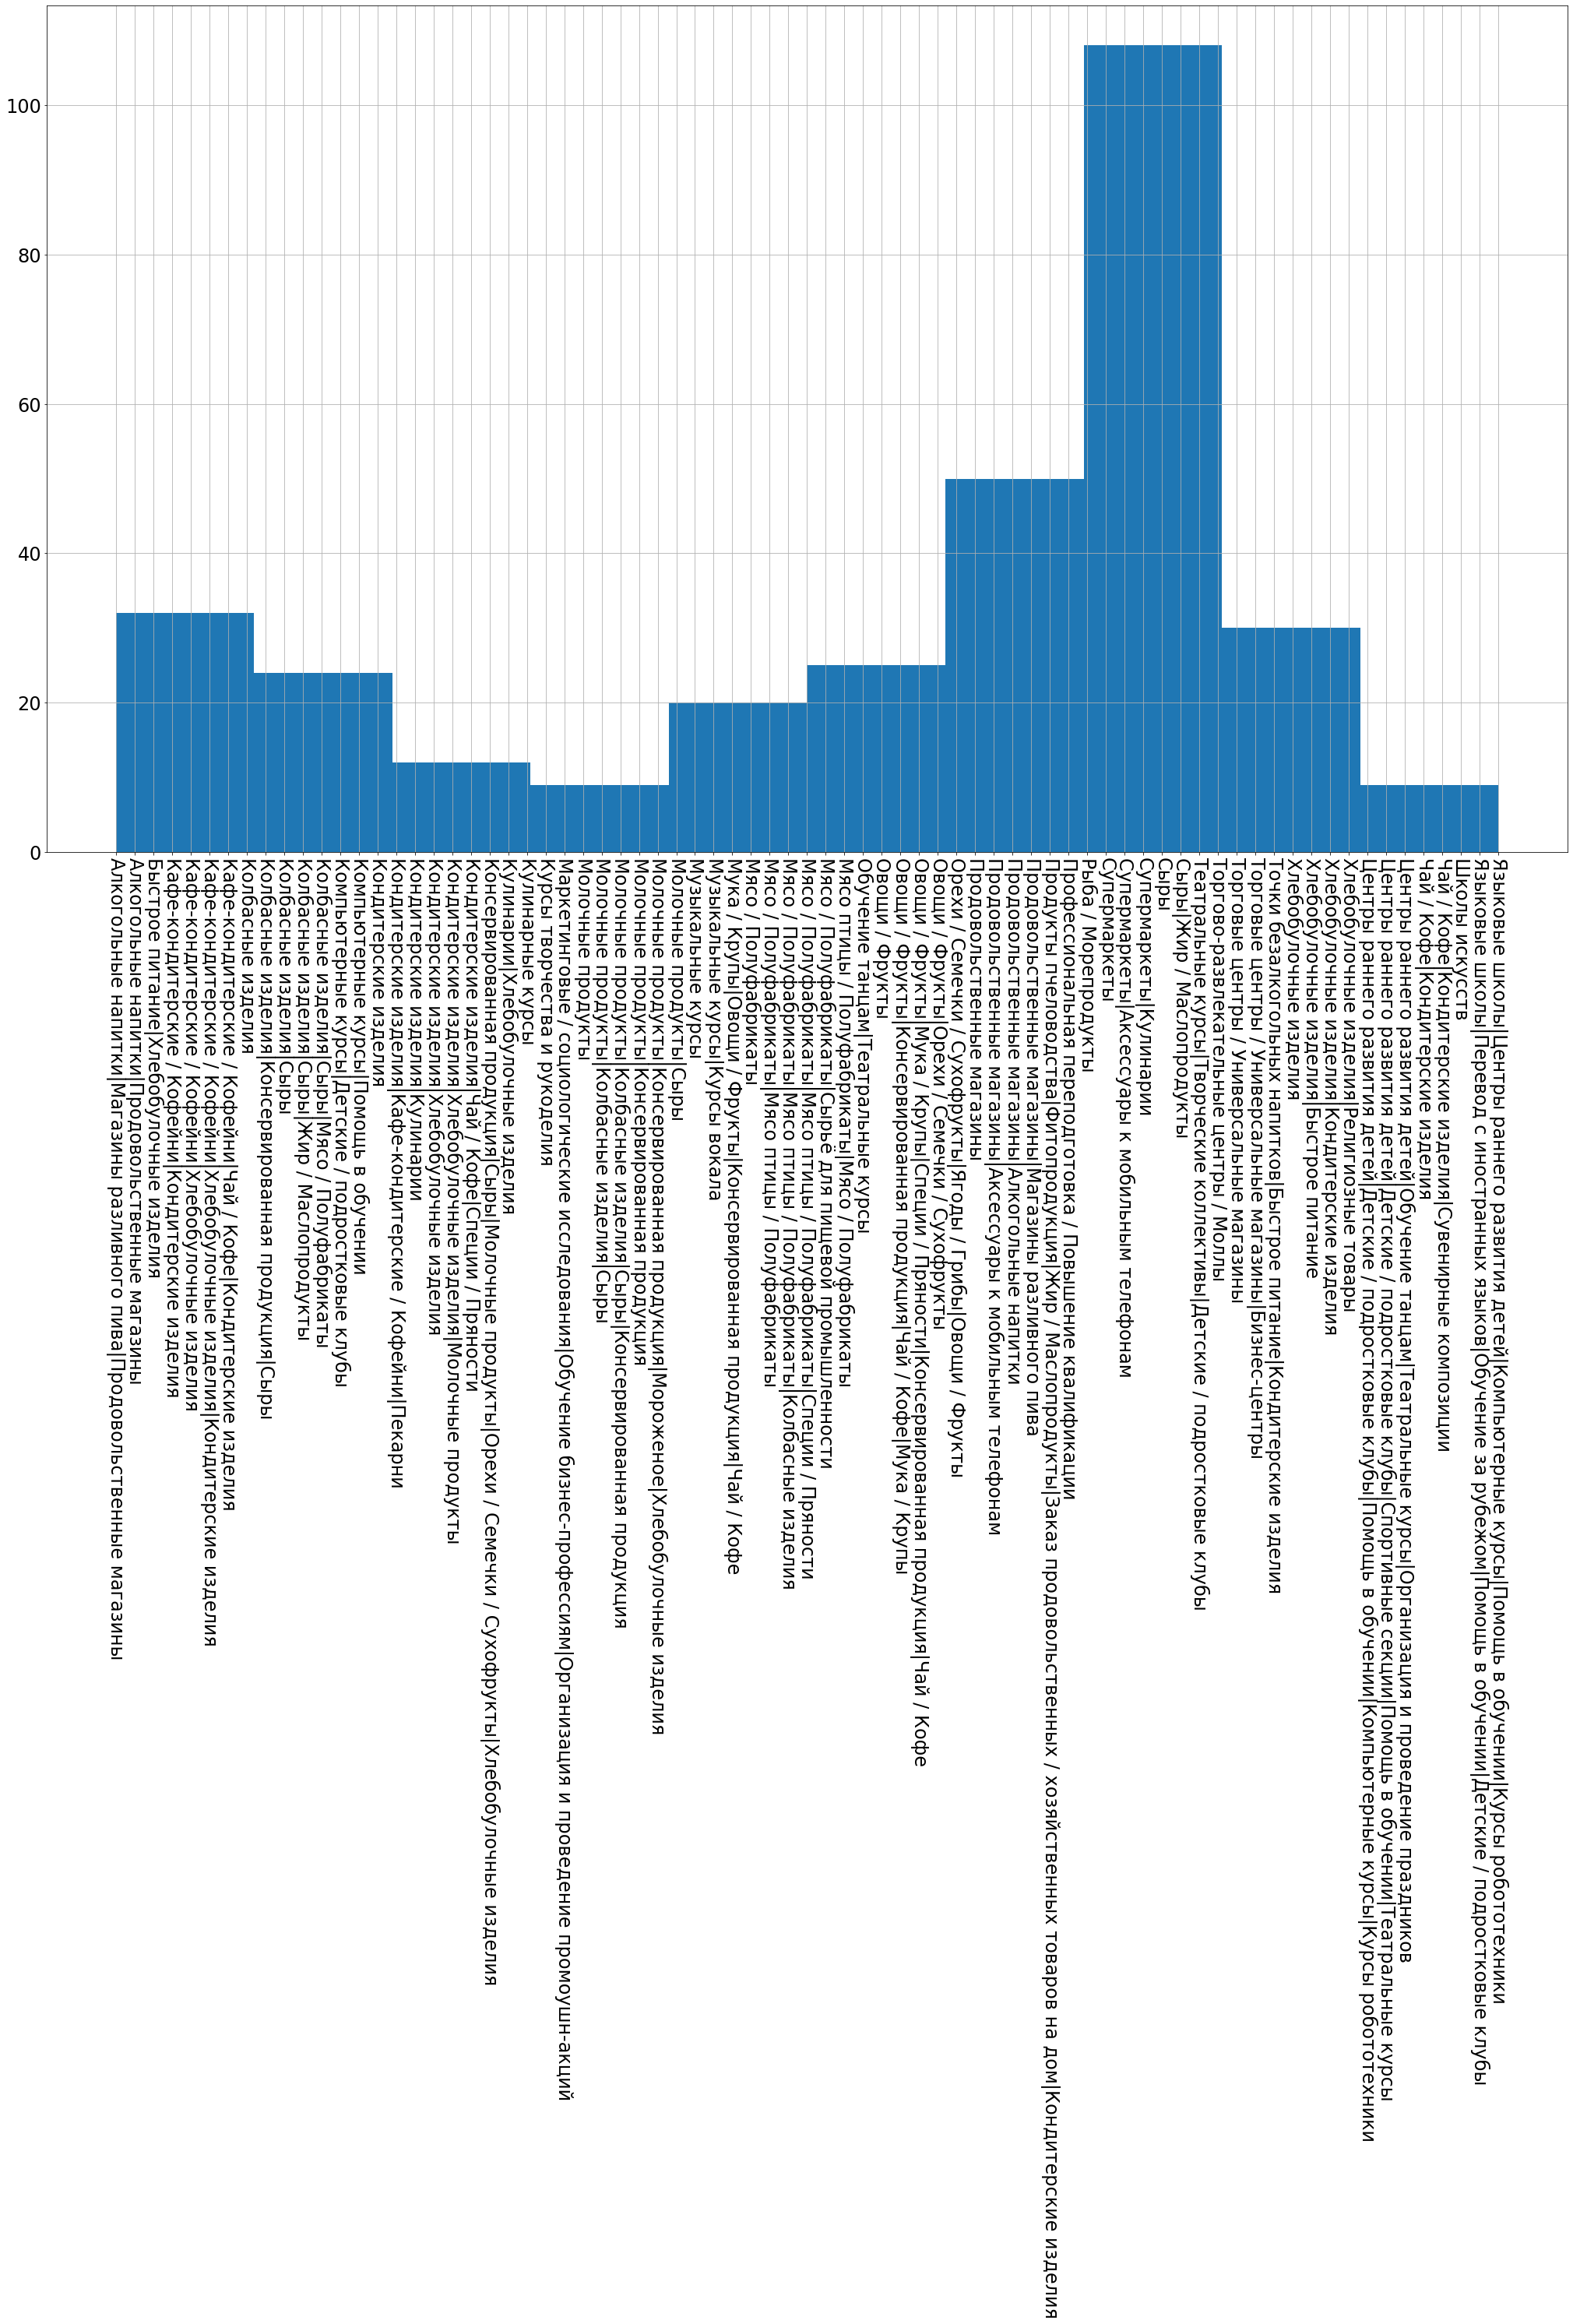 100
80
60
40
20
0
Алкогольные напитки|Магазины разливного пива|Продовольственные магазины
Алкогольные напитки|Продовольственные магазины
Быстрое питание|Хлебобулочные изделия
Кафе-кондитерские / Кофейни|Кондитерские изделия
Кафе-кондитерские / Кофейни|Хлебобулочные изделия
Кафе-кондитерские / Кофейни|Хлебобулочные изделия|Кондитерские изделия
Кафе-кондитерские / Кофейни|Чай / Кофе|Кондитерские изделия
Колбасные изделия
Колбасные изделия|Консервированная продукция|Сыры
Колбасные изделия|Сыры
Колбасные изделия|Сыры|Жир / Маслопродукты
Колбасные изделия|Сыры|Мясо / Полуфабрикаты
Компьютерные курсы|Детские / подростковые клубы
Компьютерные курсы|Помощь в обучении
Кондитерские изделия
Кондитерские изделия|Кафе-кондитерские / Кофейни|Пекарни
Кондитерские изделия|Кулинарии
Кондитерские изделия|Хлебобулочные изделия
Кондитерские изделия|Хлебобулочные изделия|Молочные продукты
Кондитерские изделия|Чай / Кофе|Специи / Пряности
Консервированная продукция|Сыры|Молочные продукты|Орехи / Семечки / Сухофрукты|Хлебобулочные изделия
Кулинарии|Хлебобулочные изделия
Кулинарные курсы
Курсы творчества и рукоделия
Маркетинговые / социологические исследования|Обучение бизнес-профессиям|Организация и проведение промоушн-акций
Молочные продукты
Молочные продукты|Колбасные изделия|Сыры
Молочные продукты|Колбасные изделия|Сыры|Консервированная продукция
Молочные продукты|Консервированная продукция
Молочные продукты|Консервированная продукция|Мороженое|Хлебобулочные изделия
Молочные продукты|Сыры
Музыкальные курсы
Музыкальные курсы|Курсы вокала
Мука / Крупы|Овощи / Фрукты|Консервированная продукция|Чай / Кофе
Мясо / Полуфабрикаты
Мясо / Полуфабрикаты|Мясо птицы / Полуфабрикаты
Мясо / Полуфабрикаты|Мясо птицы / Полуфабрикаты|Колбасные изделия
Мясо / Полуфабрикаты|Мясо птицы / Полуфабрикаты|Специи / Пряности
Мясо / Полуфабрикаты|Сырьё для пищевой промышленности
Мясо птицы / Полуфабрикаты|Мясо / Полуфабрикаты
Обучение танцам|Театральные курсы
Овощи / Фрукты
Овощи / Фрукты|Консервированная продукция|Чай / Кофе|Мука / Крупы
Овощи / Фрукты|Мука / Крупы|Специи / Пряности|Консервированная продукция|Чай / Кофе
Овощи / Фрукты|Орехи / Семечки / Сухофрукты
Орехи / Семечки / Сухофрукты|Ягоды / Грибы|Овощи / Фрукты
Продовольственные магазины
Продовольственные магазины|Аксессуары к мобильным телефонам
Продовольственные магазины|Алкогольные напитки
Продовольственные магазины|Магазины разливного пива
Продукты пчеловодства|Фитопродукция|Жир / Маслопродукты|Заказ продовольственных / хозяйственных товаров на дом|Кондитерские изделия
Профессиональная переподготовка / Повышение квалификации
Рыба / Морепродукты
Супермаркеты
Супермаркеты|Аксессуары к мобильным телефонам
Супермаркеты|Кулинарии
Сыры
Сыры|Жир / Маслопродукты
Театральные курсы|Творческие коллективы|Детские / подростковые клубы
Торгово-развлекательные центры / Моллы
Торговые центры / Универсальные магазины
Торговые центры / Универсальные магазины|Бизнес-центры
Точки безалкогольных напитков|Быстрое питание|Кондитерские изделия
Хлебобулочные изделия
Хлебобулочные изделия|Быстрое питание
Хлебобулочные изделия|Кондитерские изделия
Хлебобулочные изделия|Религиозные товары
Центры раннего развития детей|Детские / подростковые клубы|Помощь в обучении|Компьютерные курсы|Курсы робототехники
Центры раннего развития детей|Детские / подростковые клубы|Спортивные секции|Помощь в обучении|Театральные курсы
Центры раннего развития детей|Обучение танцам|Театральные курсы|Организация и проведение праздников
Чай / Кофе|Кондитерские изделия
Чай / Кофе|Кондитерские изделия|Сувенирные композиции
Школы искусств
Языковые школы|Перевод с иностранных языков|Обучение за рубежом|Помощь в обучении|Детские / подростковые клубы
Языковые школы|Центры раннего развития детей|Компьютерные курсы|Помощь в обучении|Курсы робототехники